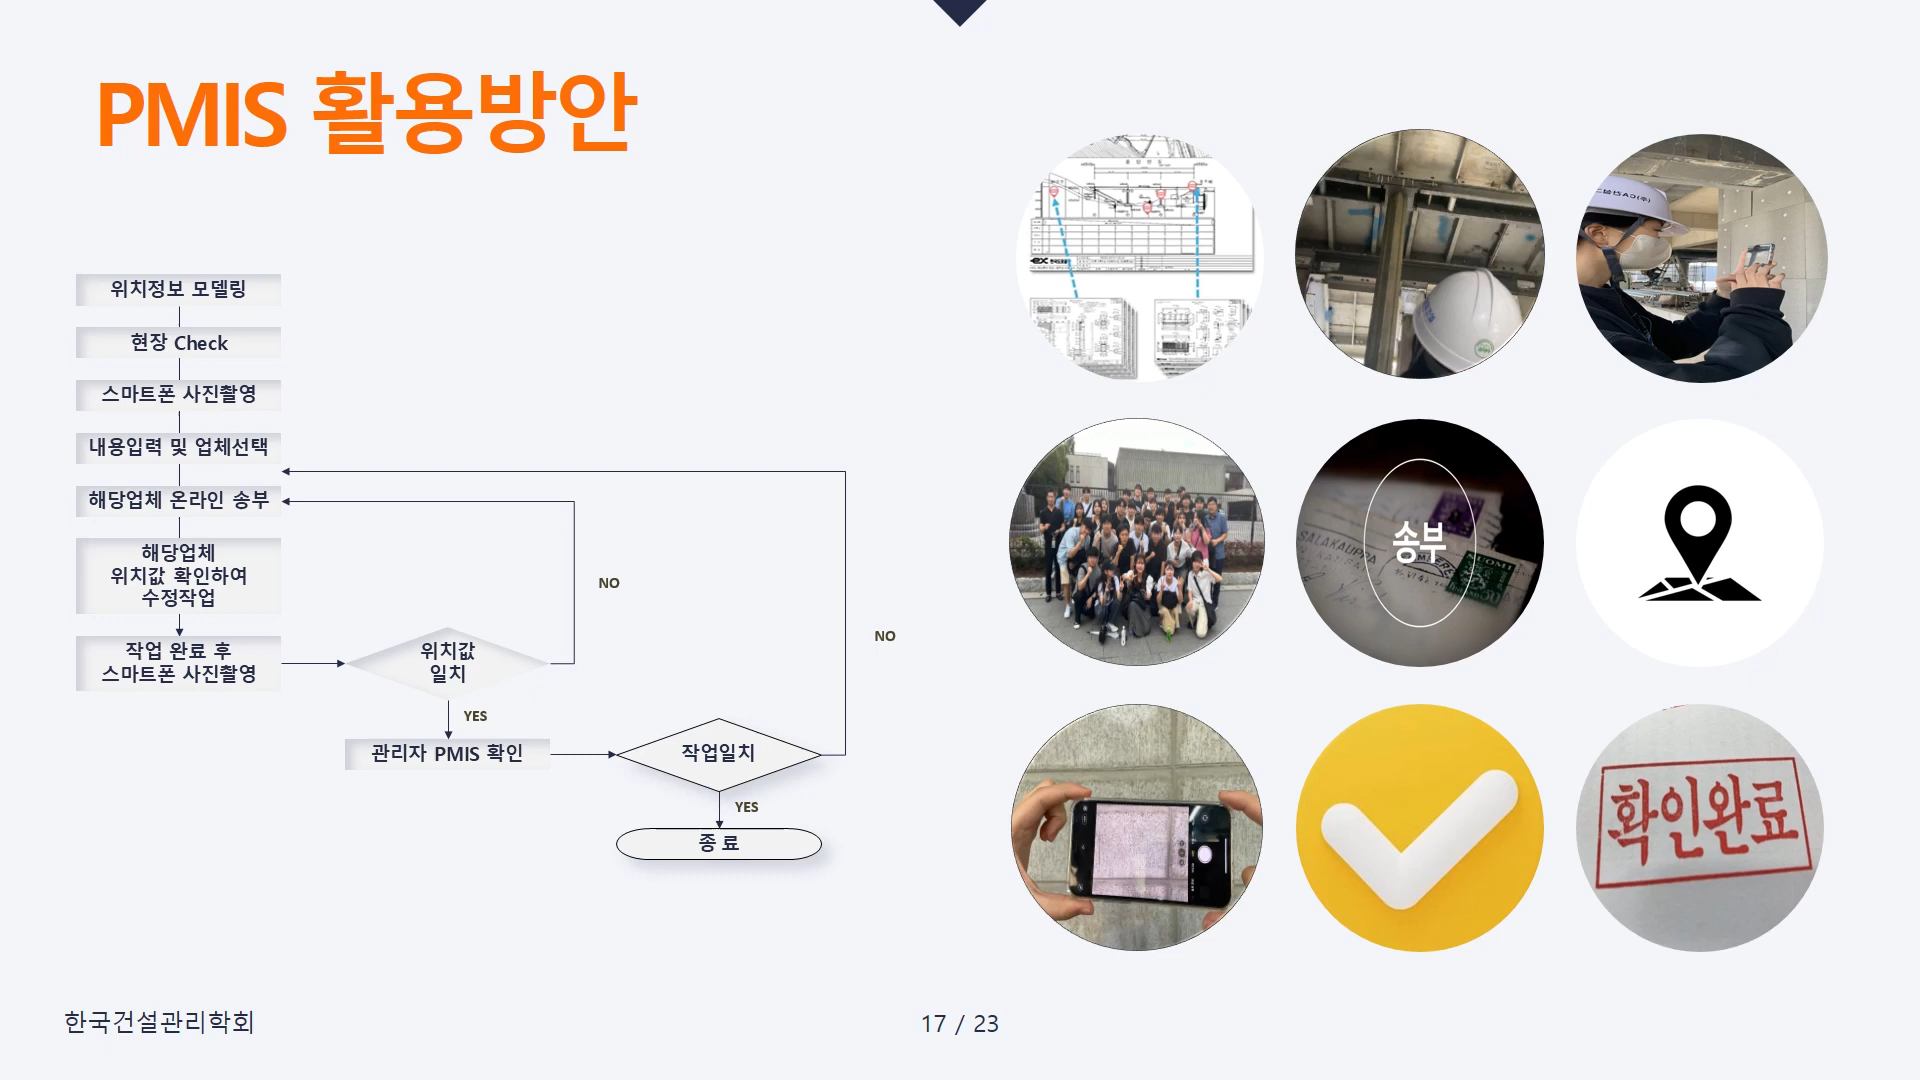 PMIS 활용방안
위치정보 모델링
현장 Check
스마트폰 사진촬영
내용입력 및 업체선택
해당업체 온라인 송부
해당업체
위치값 확인하여
수정작업
작업 완료 후
스마트폰 사진촬영
위치값
일치
NO
YES
관리자 PMIS 확인
작업일치
NO
YES
종 료
ex
송부
SALAKAUPPA
SUOMI
확인완료
한국건설관리학회
17 / 23